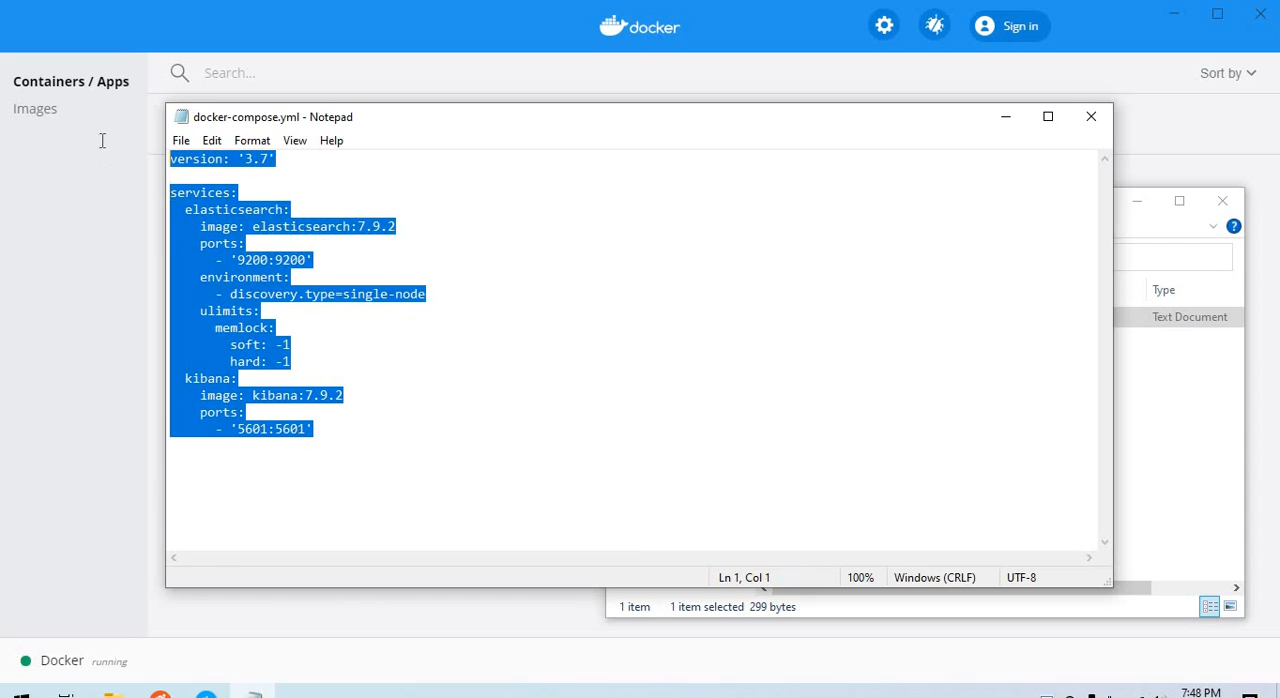 docker
Sign in
Containers / Apps
Images
Search...
Sort by
docker-compose.yml - Notepad
File Edit Format View Help
version: '3.7'
services:
  elasticsearch:
    image: elasticsearch:7.9.2
    ports:
      - '9200:9200'
    environment:
      - discovery.type=single-node
    ulimits:
      memlock:
        soft: -1
        hard: -1
  kibana:
    image: kibana:7.9.2
    ports:
      - '5601:5601'
Type
Text Document
Ln 1, Col 1 100% Windows (CRLF) UTF-8
1 item 1 item selected 299 bytes
Docker running
7:48 PM